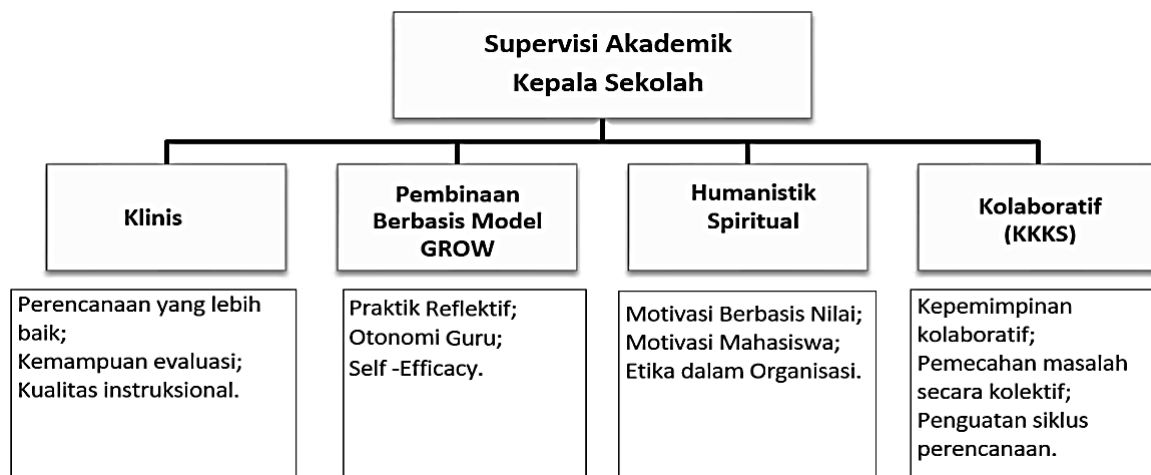 Supervisi Akademik
Kepala Sekolah
Klinis
Pembinaan
Berbasis Model
GROW
Humanistik
Spiritual
Kolaboratif
(KKKS)
Perencanaan yang lebih
baik;
Kemampuan evaluasi;
Kualitas instruksional.
Praktik Reflektif;
Otonomi Guru;
Self -Efficacy.
Motivasi Berbasis Nilai;
Motivasi Mahasiswa;
Etika dalam Organisasi.
Kepemimpinan
kolaboratif;
Pemecahan masalah
secara kolektif;
Penguatan siklus
perencanaan.